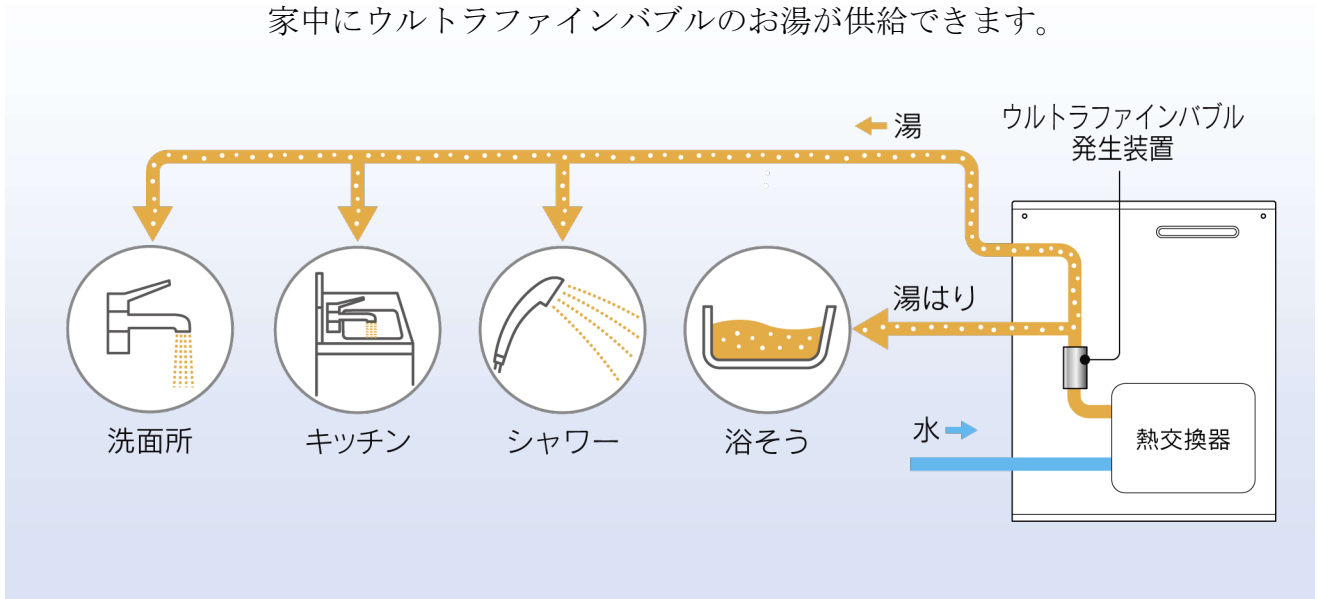 家中にウルトラファインバブルのお湯が供給できます。
湯
ウルトラファインバブル
発生装置
湯はり
洗面所
キッチン
シャワー
浴そう
水
熱交換器